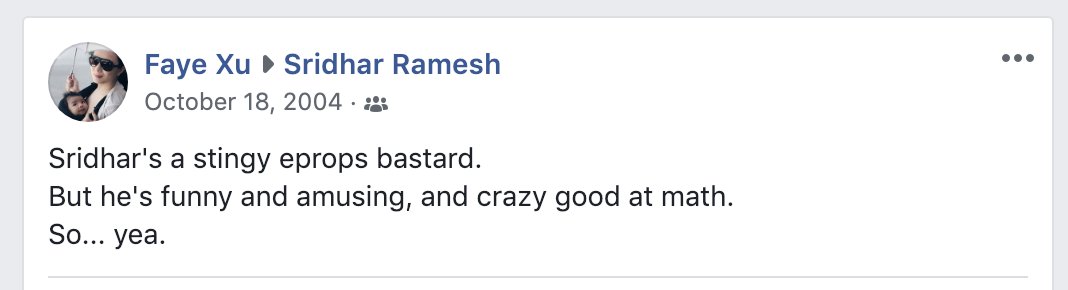 Faye Xu ▶ Sridhar Ramesh
October 18, 2004 ·
Sridhar's a stingy eprops bastard.
But he's funny and amusing, and crazy good at math.
So... yea.